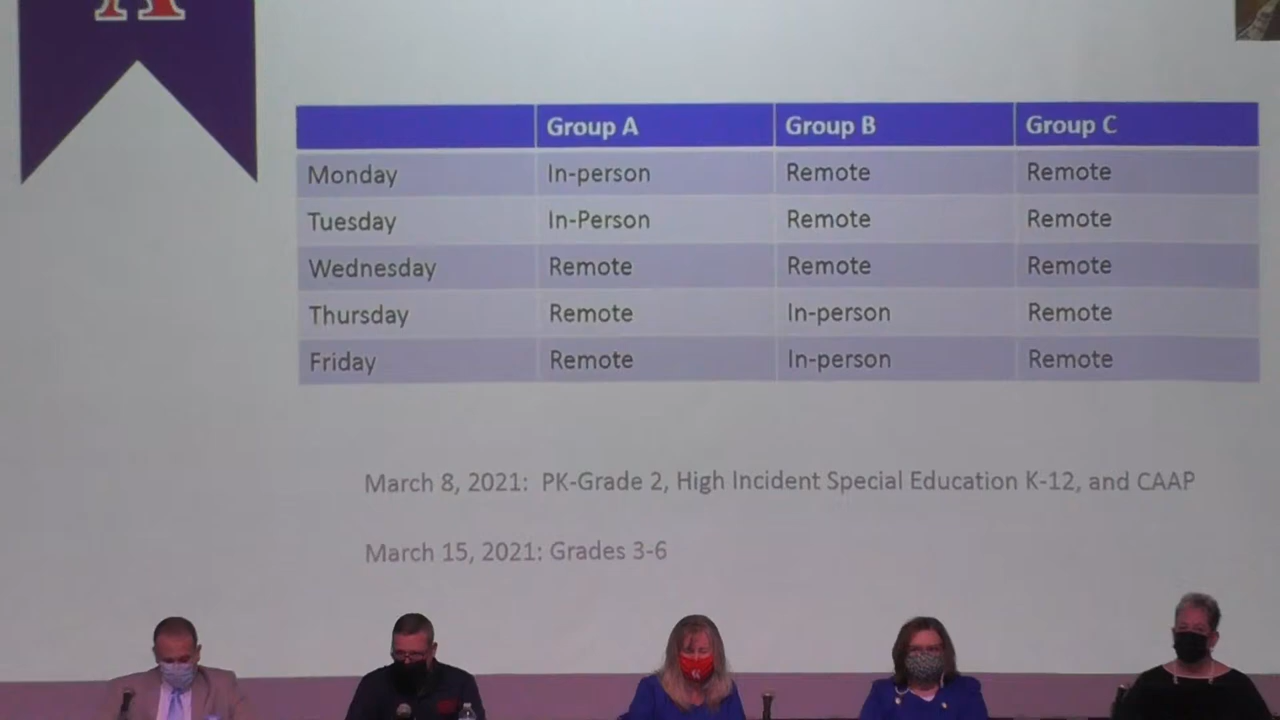 A
Group A Group B Group C
Monday In-person Remote Remote
Tuesday In-Person Remote Remote
Wednesday Remote Remote Remote
Thursday Remote In-person Remote
Friday Remote In-person Remote
March 8, 2021: PK-Grade 2, High Incident Special Education K-12, and CAAP
March 15, 2021: Grades 3-6